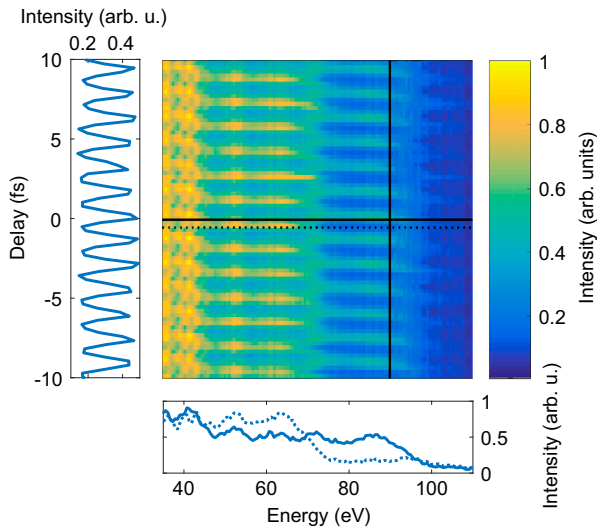 Intensity (arb. u.)
0.2 0.4
10
5
0
-5
-10
Delay (fs)
1
0.8
0.6
0.4
0.2
Intensity (arb. units)
1
0.5
0
Intensity (arb. u.)
40 60 80 100
Energy (eV)